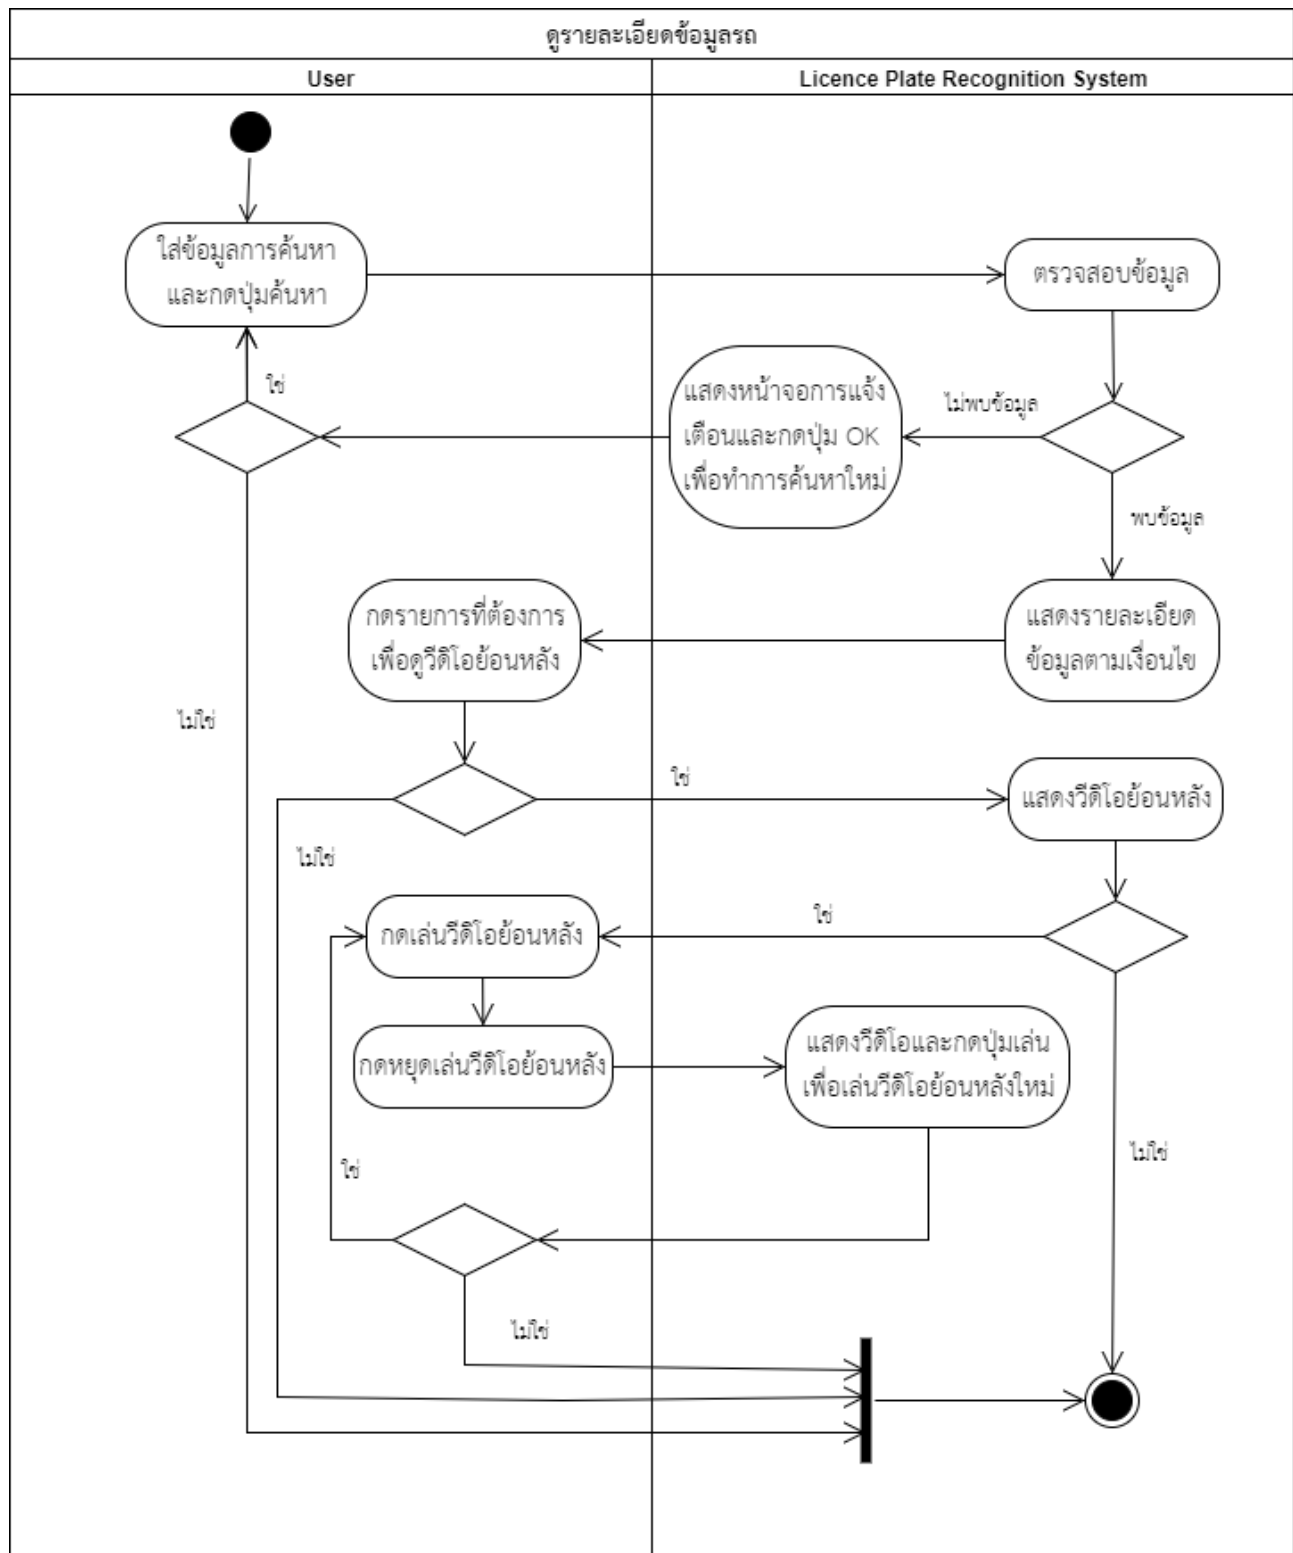 ดูรายละเอียดข้อมูลรถ
User
Licence Plate Recognition System
ใส่ข้อมูลการค้นหา
และกดปุ่มค้นหา
ตรวจสอบข้อมูล
ใช่
แสดงหน้าจอการแจ้ง
เตือนและกดปุ่ม OK
เพื่อทำการค้นหาใหม่
ไม่พบข้อมูล
พบข้อมูล
กดรายการที่ต้องการ
เพื่อดูวีดิโอย้อนหลัง
แสดงรายละเอียด
ข้อมูลตามเงื่อนไข
ไม่ใช่
ใช่
แสดงวีดิโอย้อนหลัง
ไม่ใช่
ใช่
กดเล่นวีดิโอย้อนหลัง
กดหยุดเล่นวีดิโอย้อนหลัง
แสดงวีดิโอและกดปุ่มเล่น
เพื่อเล่นวีดิโอย้อนหลังใหม่
ไม่ใช่
ใช่
ไม่ใช่